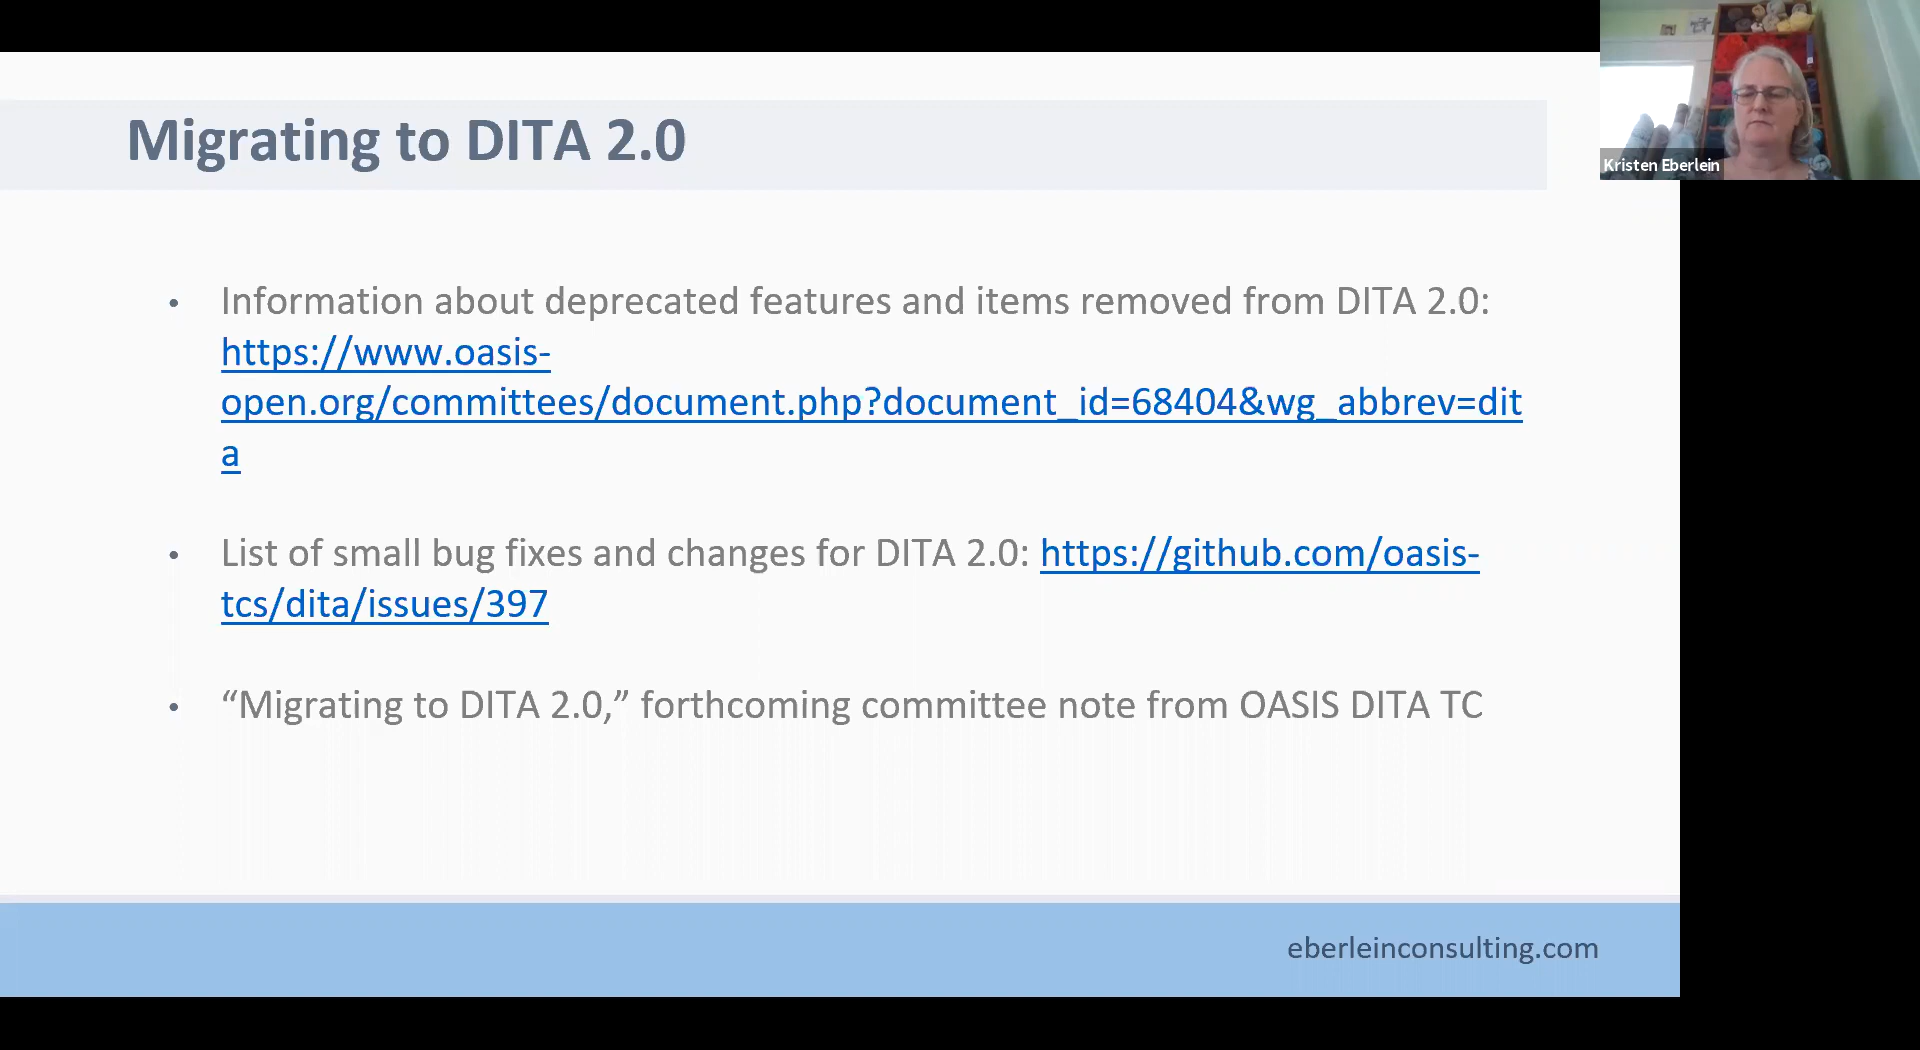 Migrating to DITA 2.0
Kristen Eberlein
• Information about deprecated features and items removed from DITA 2.0:
https://www.oasis-
open.org/committees/document.php?document_id=68404&wg_abbrev=dit
a
• List of small bug fixes and changes for DITA 2.0: https://github.com/oasis-
tcs/dita/issues/397
• “Migrating to DITA 2.0,” forthcoming committee note from OASIS DITA TC
eberleinconsulting.com